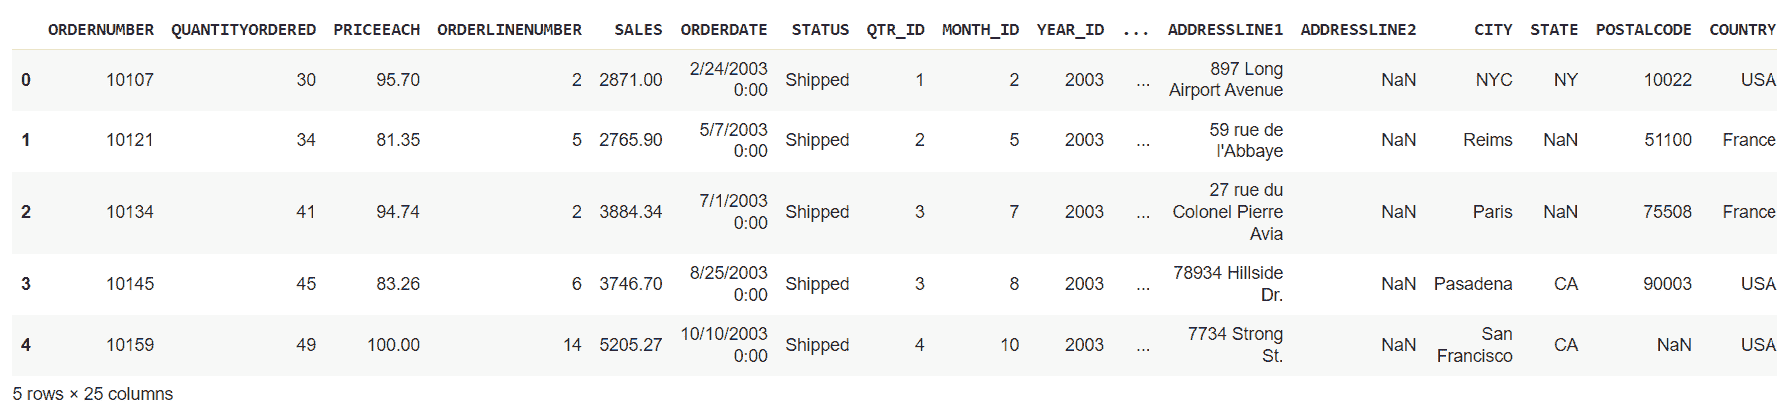 ORDERNUMBER QUANTITYORDERED PRICEEACH ORDERLINENUMBER SALES ORDERDATE STATUS QTR_ID MONTH_ID YEAR_ID ... ADDRESSLINE1 ADDRESSLINE2 CITY STATE POSTALCODE COUNTRY
0 10107 30 95.70 2 2871.00 2/24/2003 0:00 Shipped 1 2 2003 ... 897 Long Airport Avenue NaN NYC NY 10022 USA
1 10121 34 81.35 5 2765.90 5/7/2003 0:00 Shipped 2 5 2003 ... 59 rue de l'Abbaye NaN Reims NaN 51100 France
2 10134 41 94.74 2 3884.34 7/1/2003 0:00 Shipped 3 7 2003 ... 27 rue du Colonel Pierre Avia NaN Paris NaN 75508 France
3 10145 45 83.26 6 3746.70 8/25/2003 0:00 Shipped 3 8 2003 ... 78934 Hillside Dr. NaN Pasadena CA 90003 USA
4 10159 49 100.00 14 5205.27 10/10/2003 0:00 Shipped 4 10 2003 ... 7734 Strong St. NaN San Francisco CA NaN USA
5 rows × 25 columns